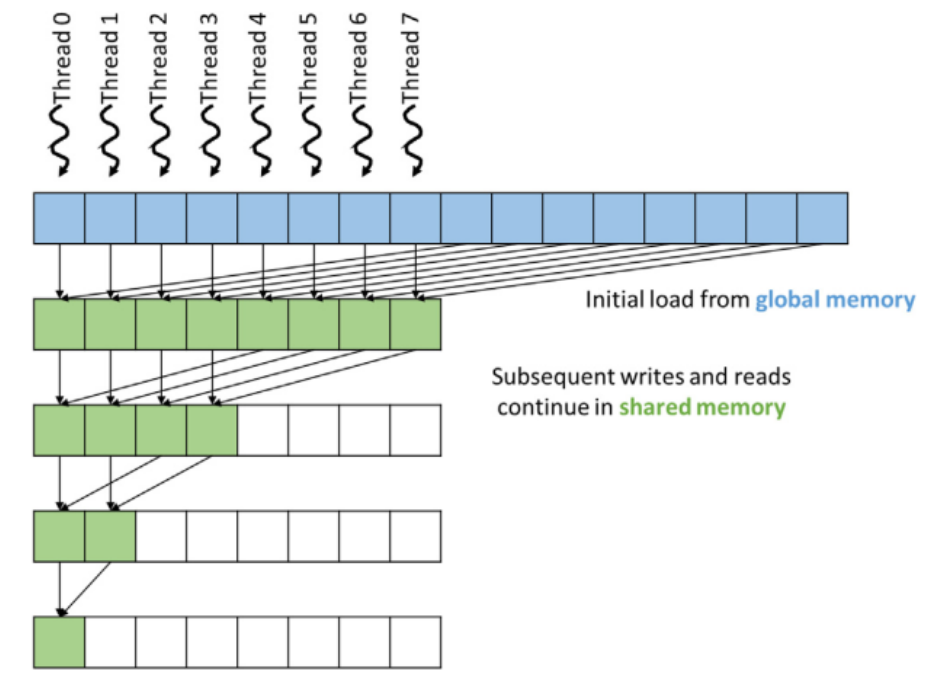 Thread 0
Thread 1
Thread 2
Thread 3
Thread 4
Thread 5
Thread 6
Thread 7
Initial load from global memory
Subsequent writes and reads
continue in shared memory